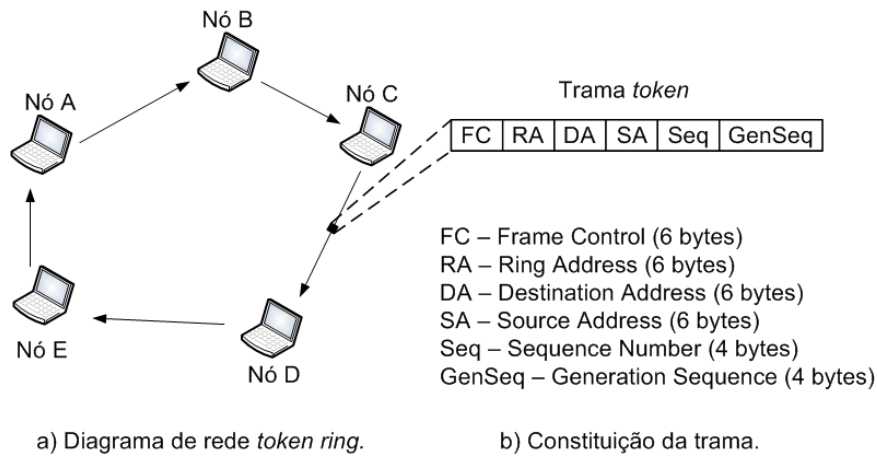 Nó B
Nó A
Nó C
Nó E
Nó D
Trama token
FC RA DA SA Seq GenSeq
FC – Frame Control (6 bytes)
RA – Ring Address (6 bytes)
DA – Destination Address (6 bytes)
SA – Source Address (6 bytes)
Seq – Sequence Number (4 bytes)
GenSeq – Generation Sequence (4 bytes)
a) Diagrama de rede token ring.
b) Constituição da trama.